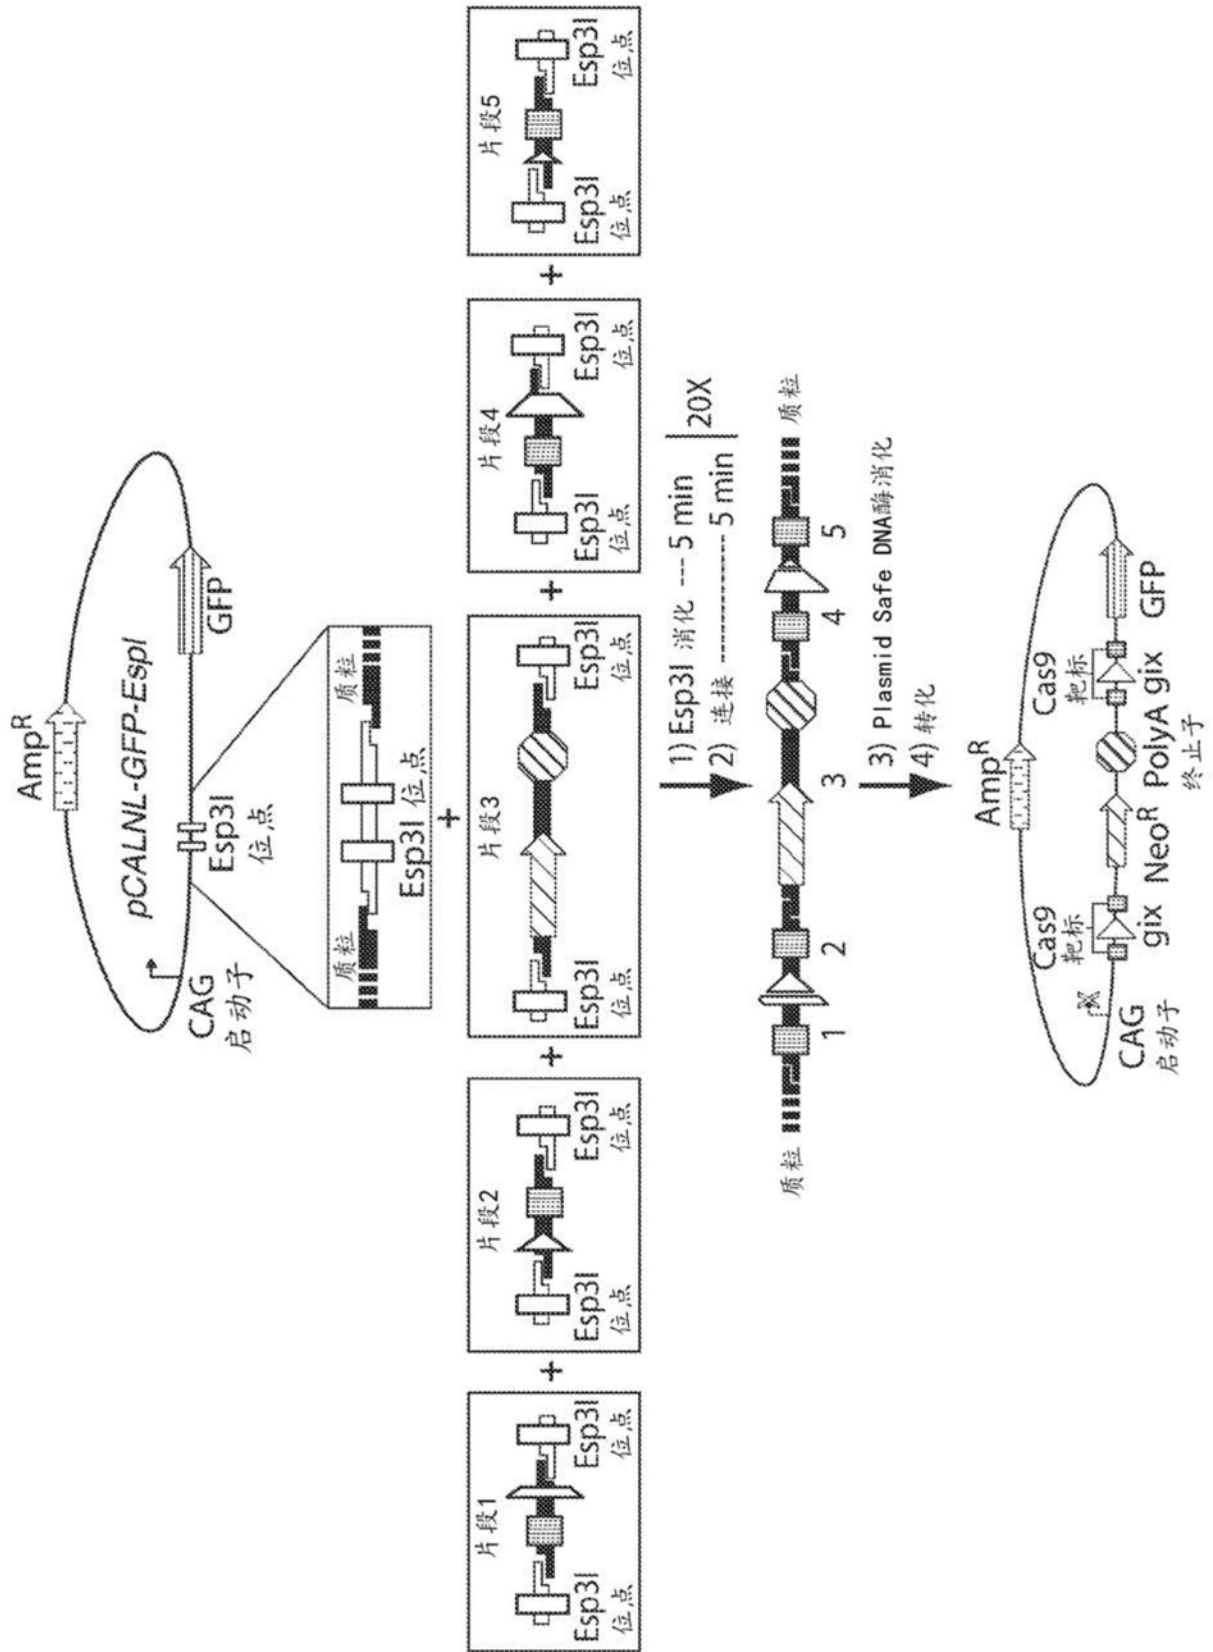 Amp^R
pCALNL-GFP-EspI
CAG
启动子
Esp3I
位点
GFP
质粒
质粒
Esp3I 位点
+
片段1
Esp3I
位点
Esp3I
位点
+
片段2
Esp3I
位点
Esp3I
位点
+
片段3
Esp3I
位点
Esp3I
位点
+
片段4
Esp3I
位点
Esp3I
位点
+
片段5
Esp3I
位点
Esp3I
位点
1) Esp3I 消化 --- 5 min
2) 连接 ---------- 5 min
20X
质粒
1
2
3
4
5
质粒
3) Plasmid Safe DNA酶消化
4) 转化
Amp^R
CAG
启动子
Cas9
靶标
gix
Neo^R
PolyA
终止子
Cas9
靶标
gix
GFP